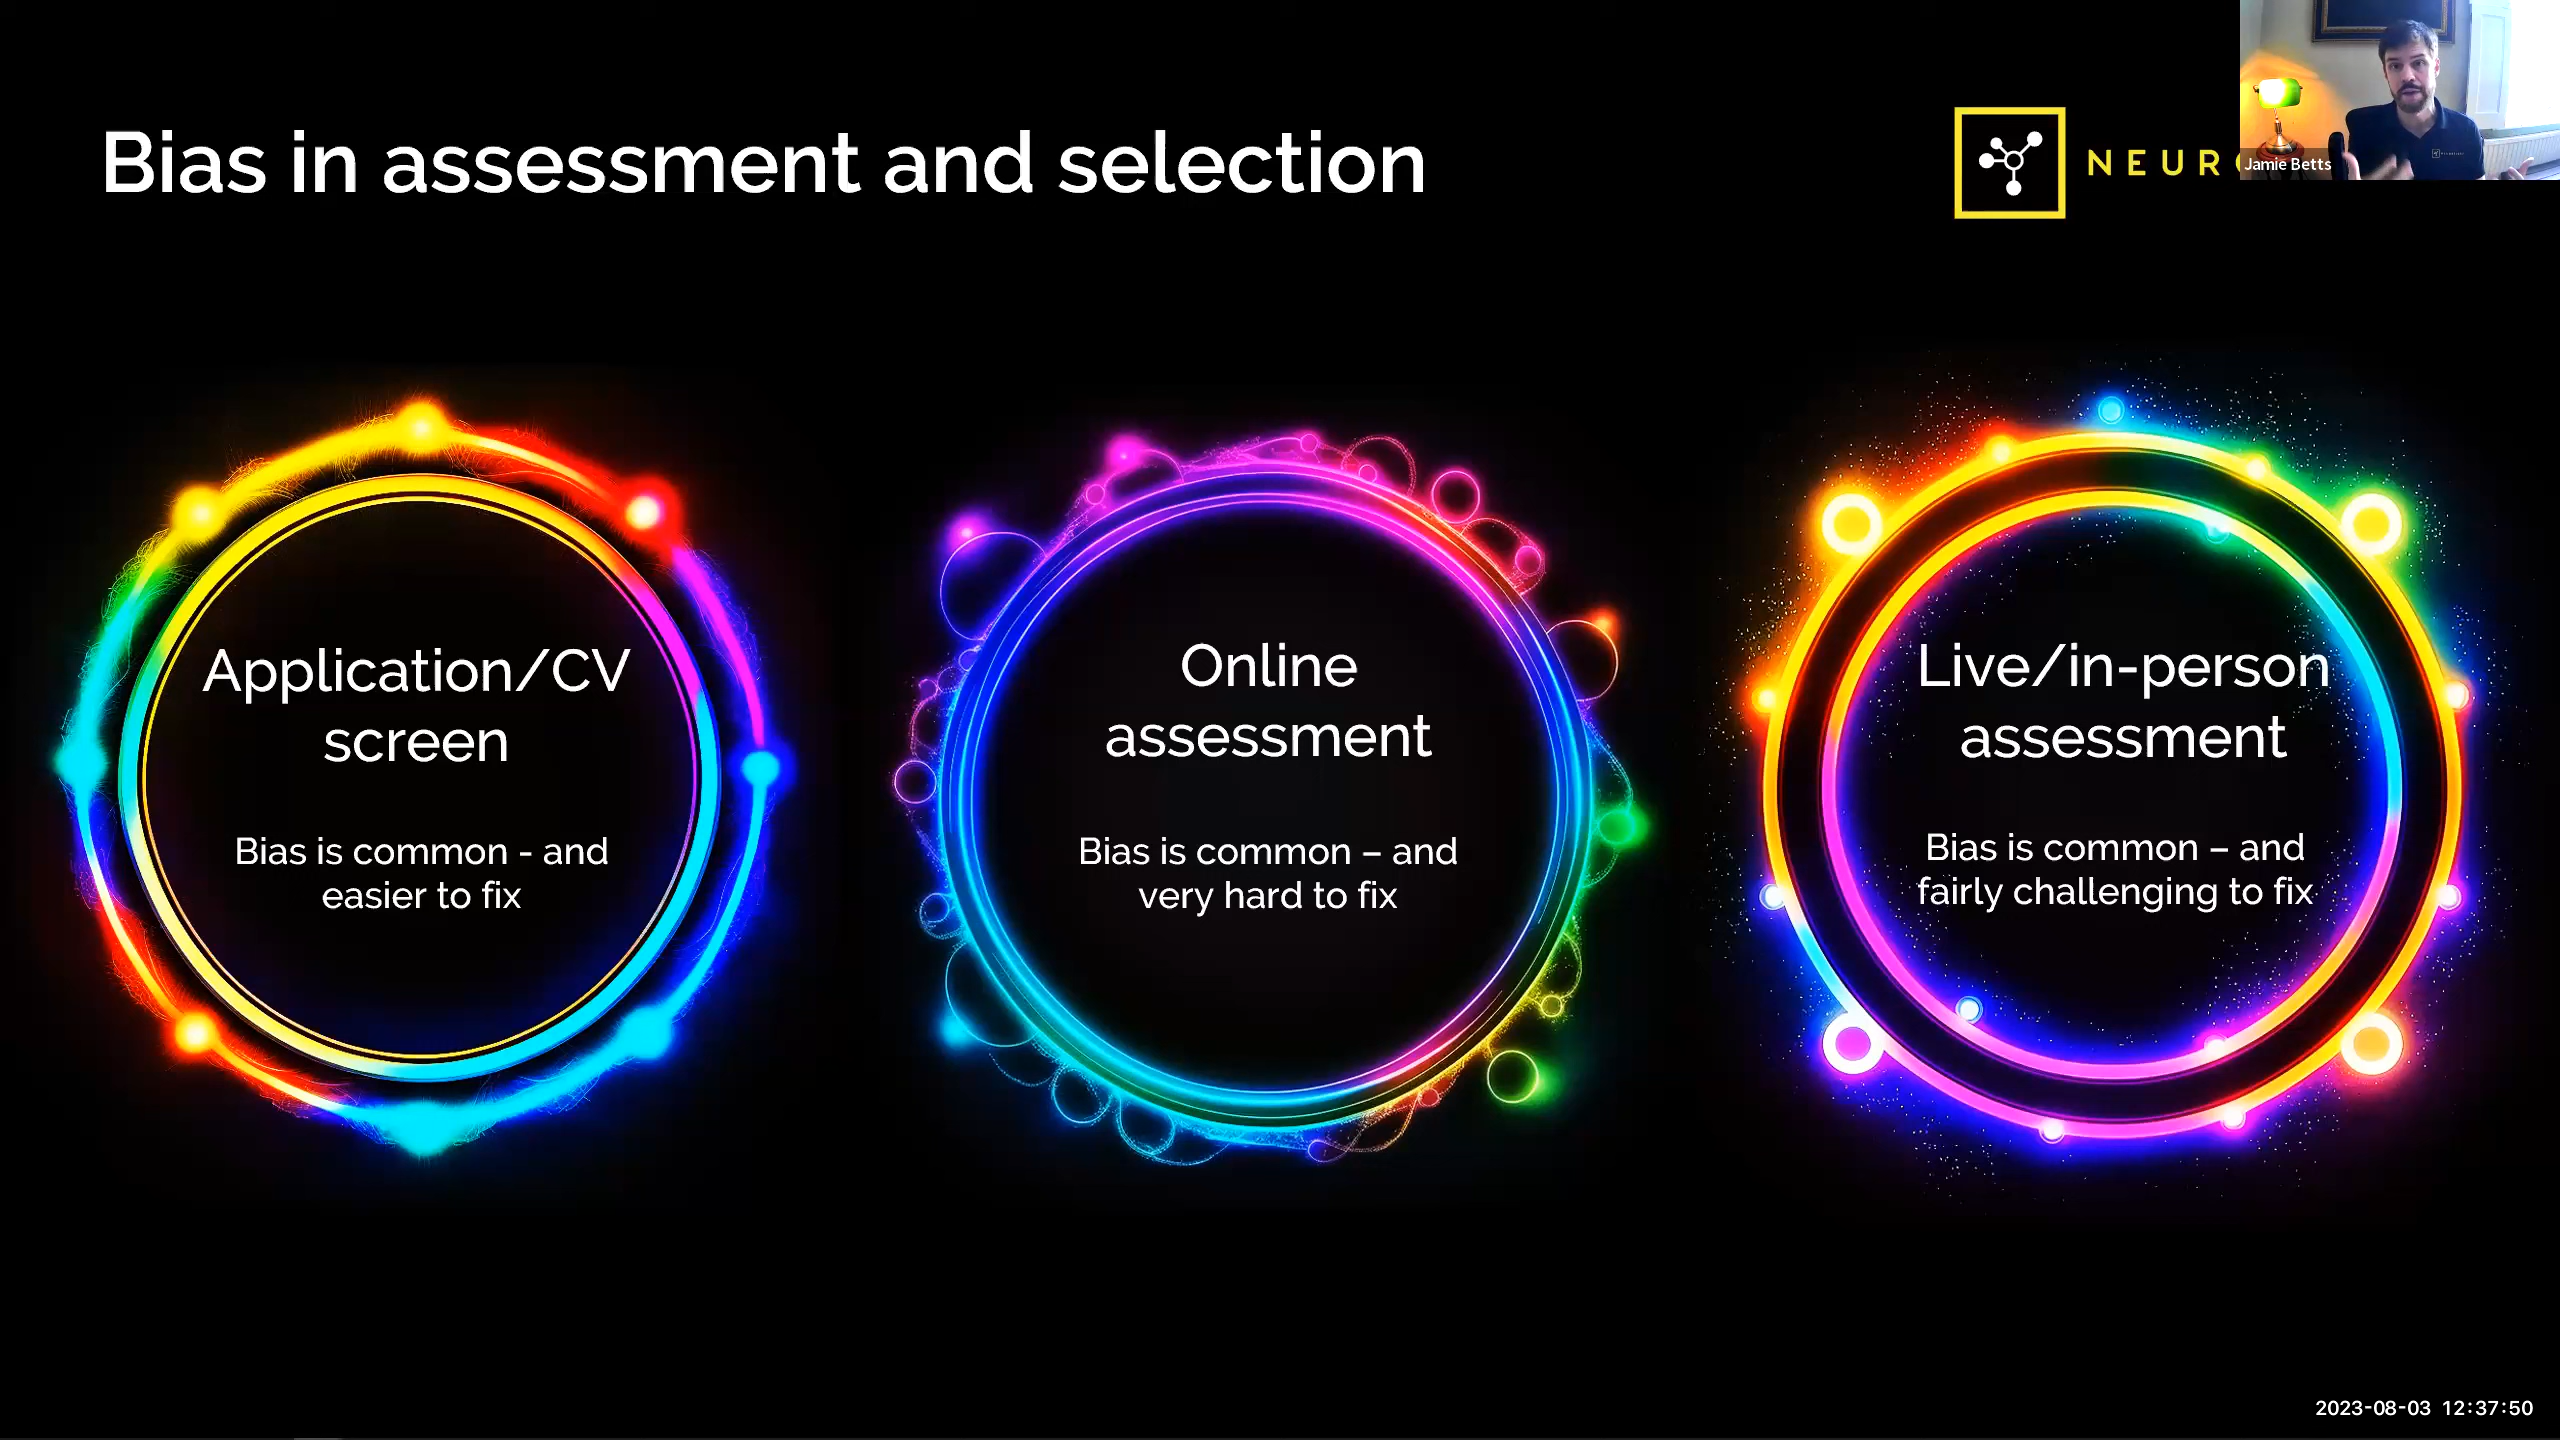 Bias in assessment and selection
NEUR
Jamie Betts
Application/CV
screen
Bias is common - and
easier to fix
Online
assessment
Bias is common – and
very hard to fix
Live/in-person
assessment
Bias is common – and
fairly challenging to fix
2023-08-03 12:37:50